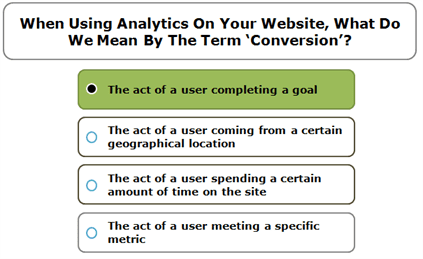 When Using Analytics On Your Website, What Do
We Mean By The Term ‘Conversion’?
The act of a user completing a goal
The act of a user coming from a certain
geographical location
The act of a user spending a certain
amount of time on the site
The act of a user meeting a specific
metric